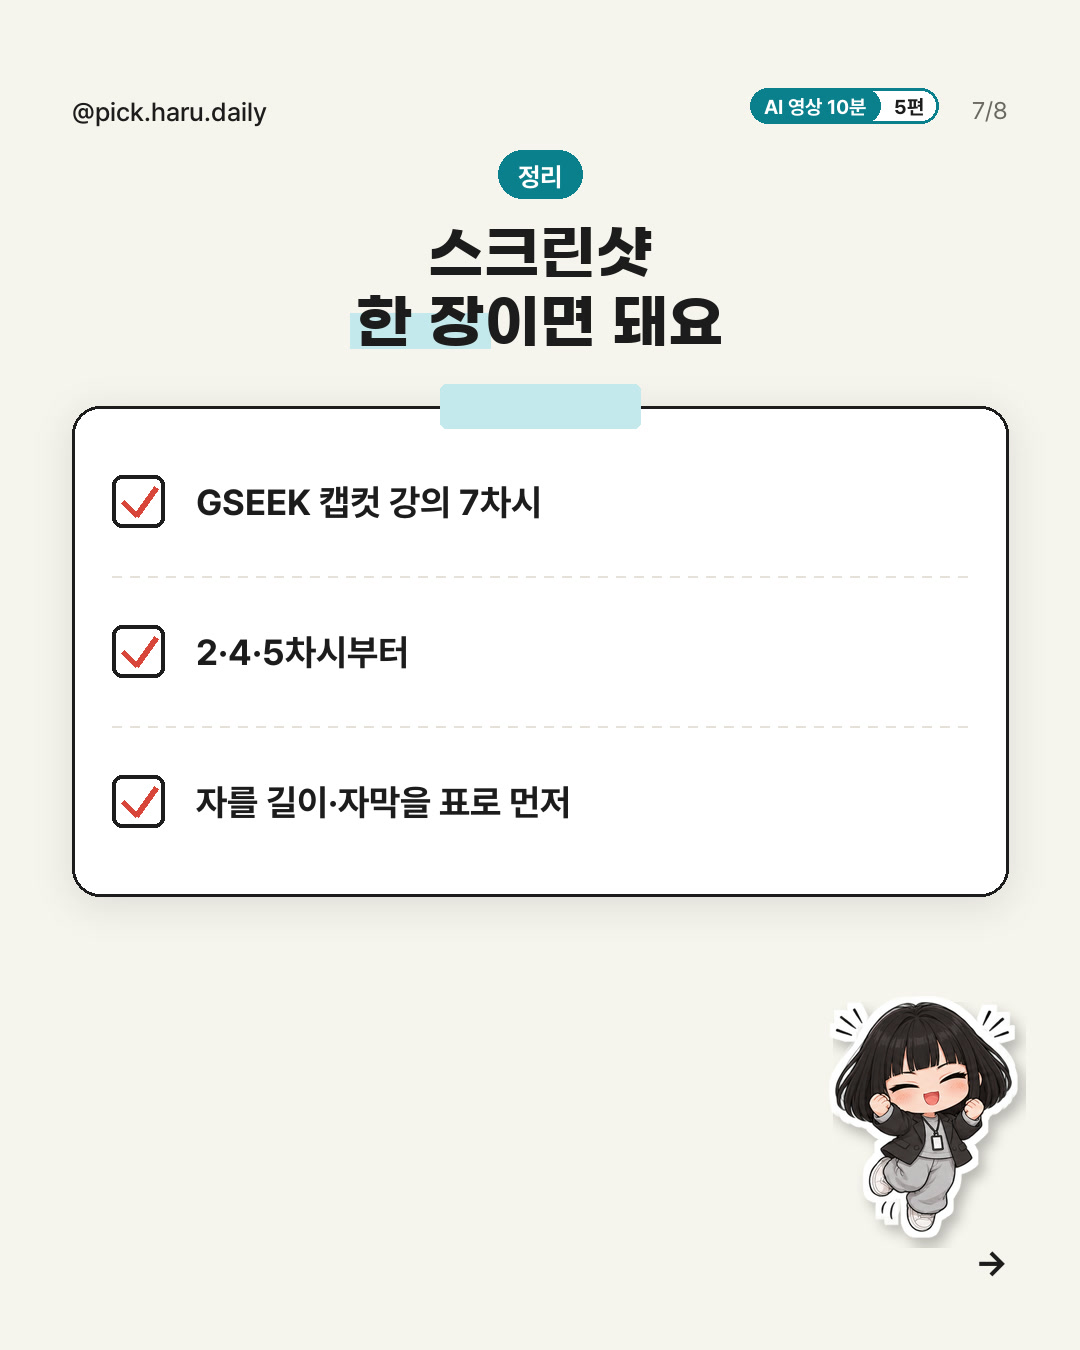 @pick.haru.daily
AI 영상 10분 5편
7/8
정리
스크린샷
한 장이면 돼요
GSEEK 캡컷 강의 7차시
2·4·5차시부터
자를 길이·자막을 표로 먼저
→